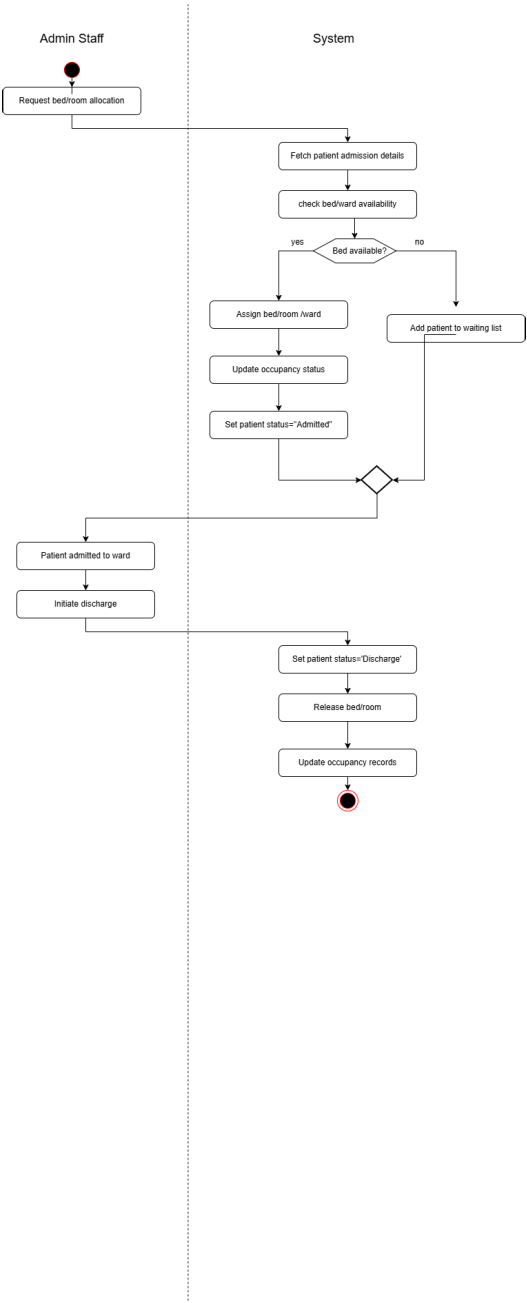 Admin Staff
System
Request bed/room allocation
Fetch patient admission details
check bed/ward availability
yes
Bed available?
no
Assign bed/room /ward
Add patient to waiting list
Update occupancy status
Set patient status="Admitted"
Patient admitted to ward
Initiate discharge
Set patient status='Discharge'
Release bed/room
Update occupancy records